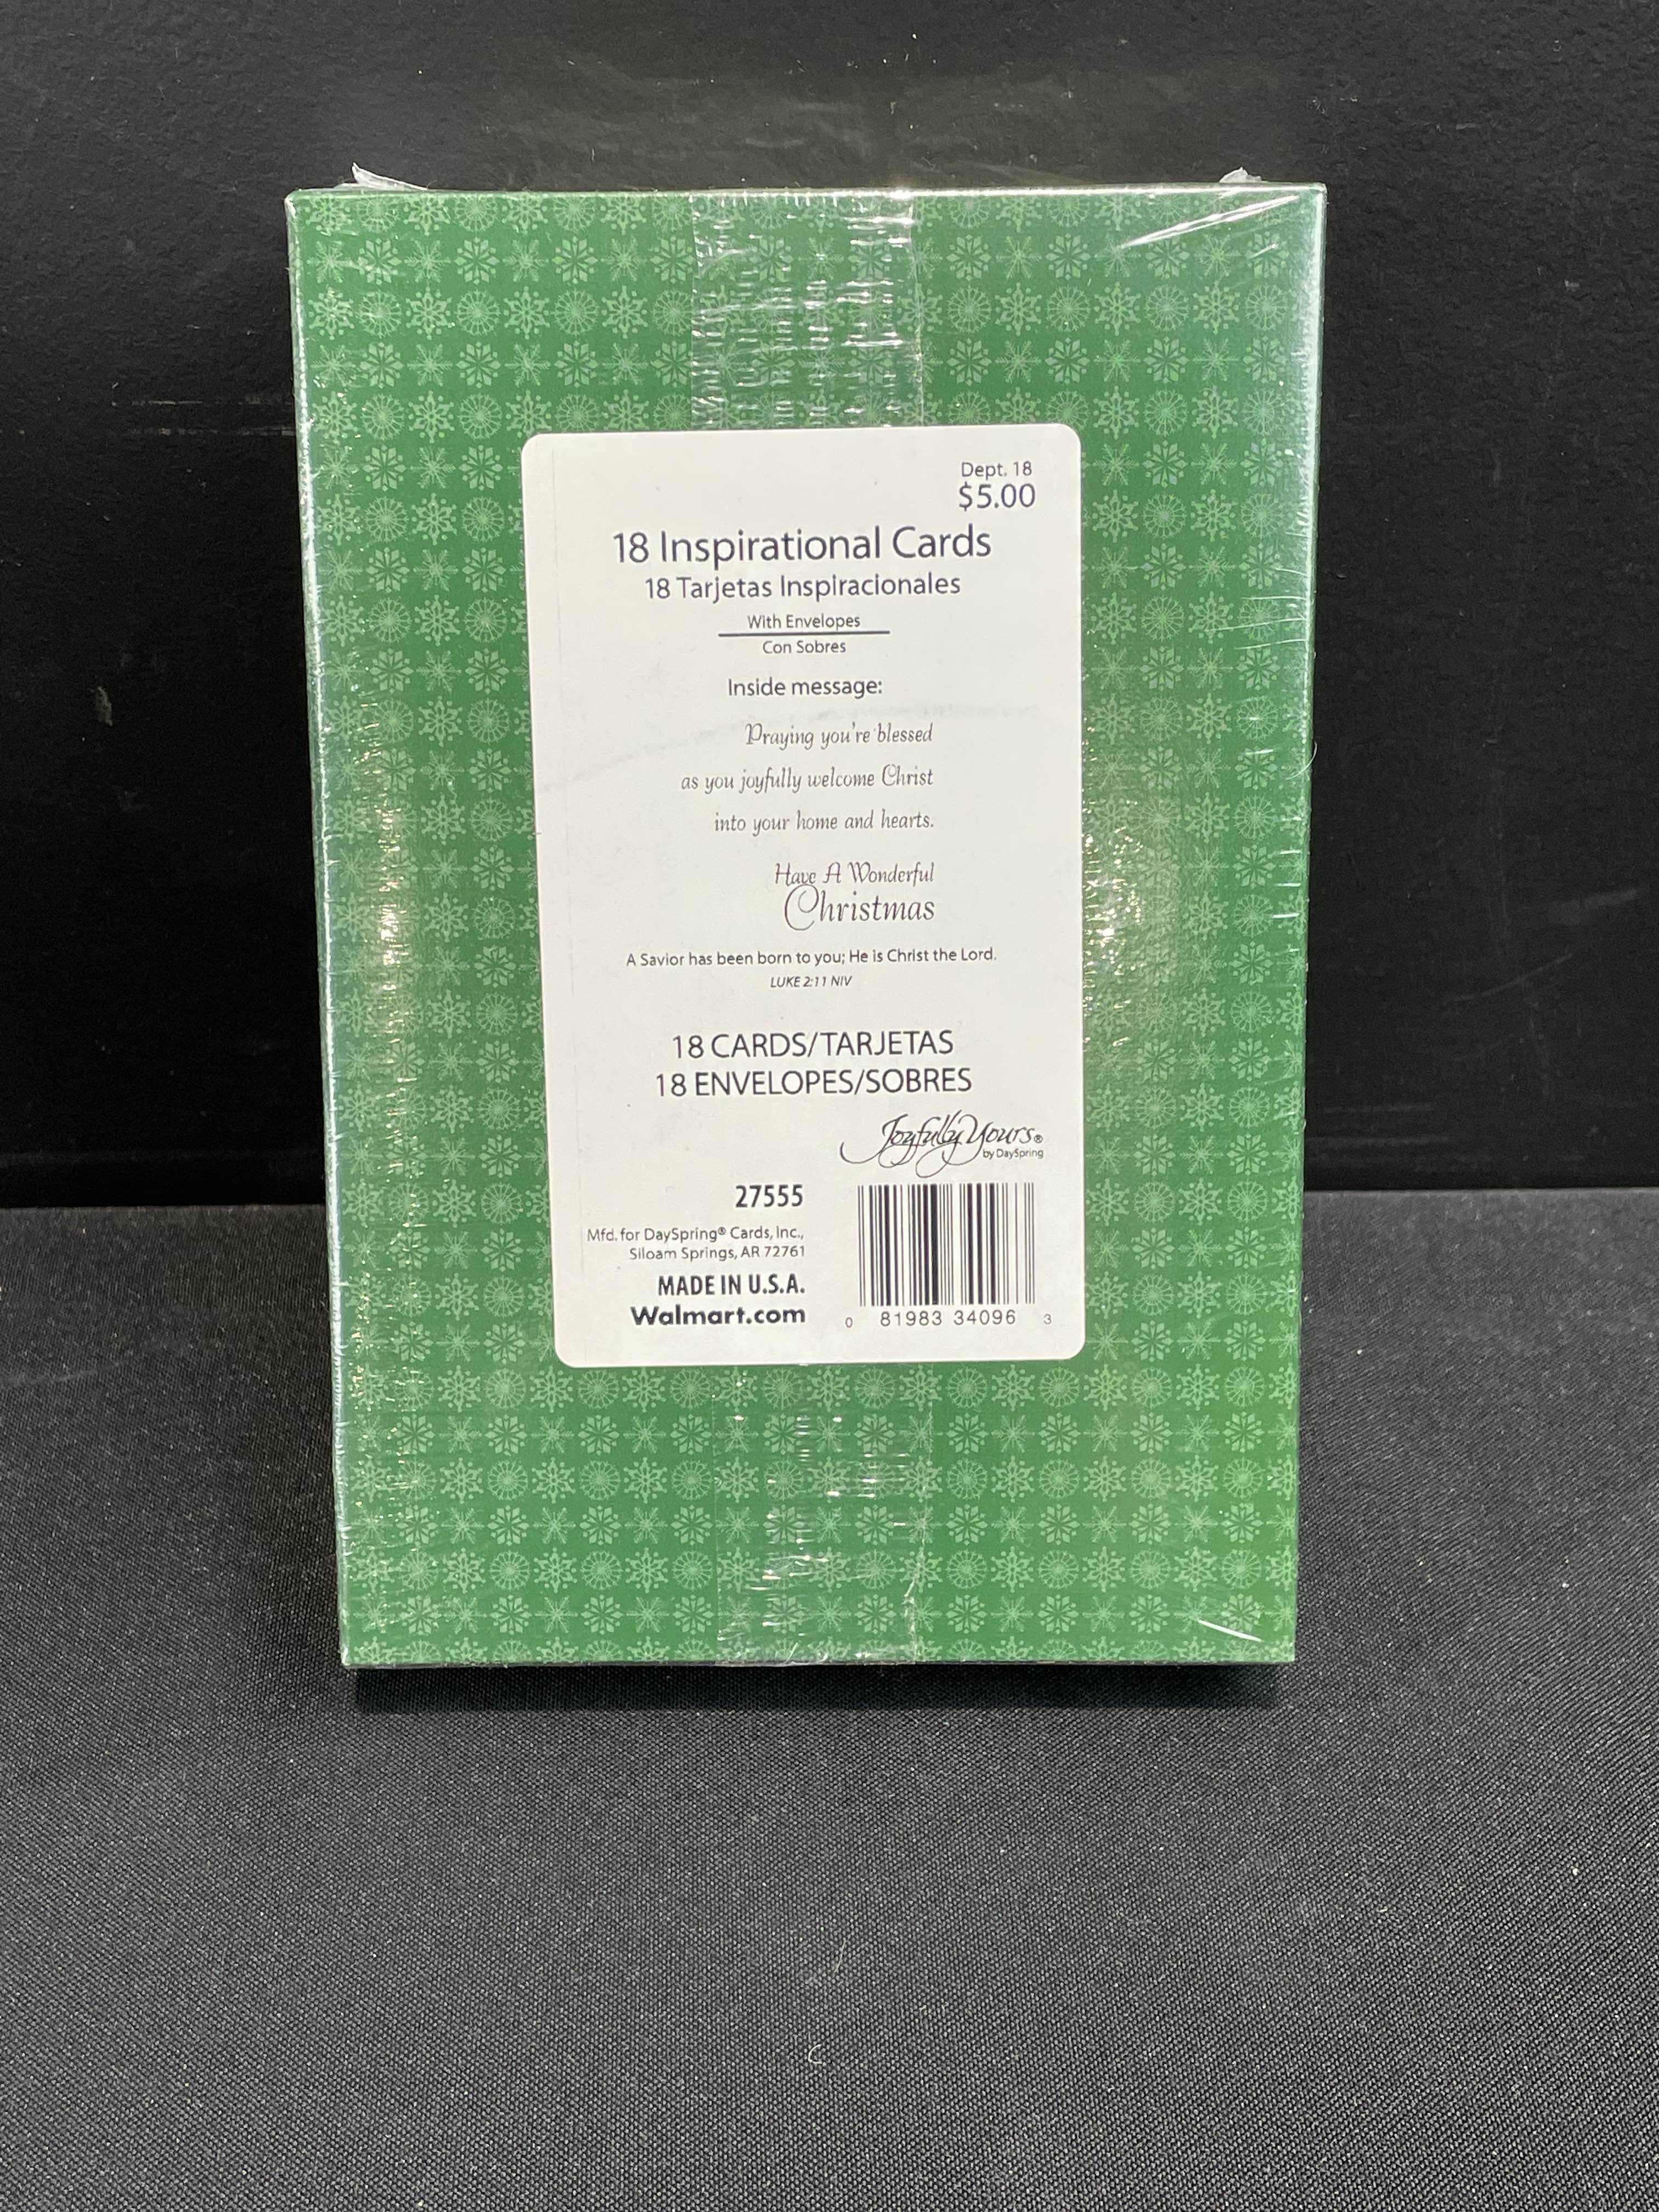 Dept. 18
$5.00
18 Inspirational Cards
18 Tarjetas Inspiracionales
With Envelopes
Con Sobres
Inside message:
Praying you're blessed
as you joyfully welcome Christ
into your home and hearts.
Have A Wonderful
Christmas
A Savior has been born to you; He is Christ the Lord.
LUKE 2:11 NIV
18 CARDS/TARJETAS
18 ENVELOPES/SOBRES
Joyfully Yours®
by DaySpring
27555
Mfd. for DaySpring® Cards, Inc.,
Siloam Springs, AR 72761
MADE IN U.S.A.
Walmart.com
0 81983 34096 3